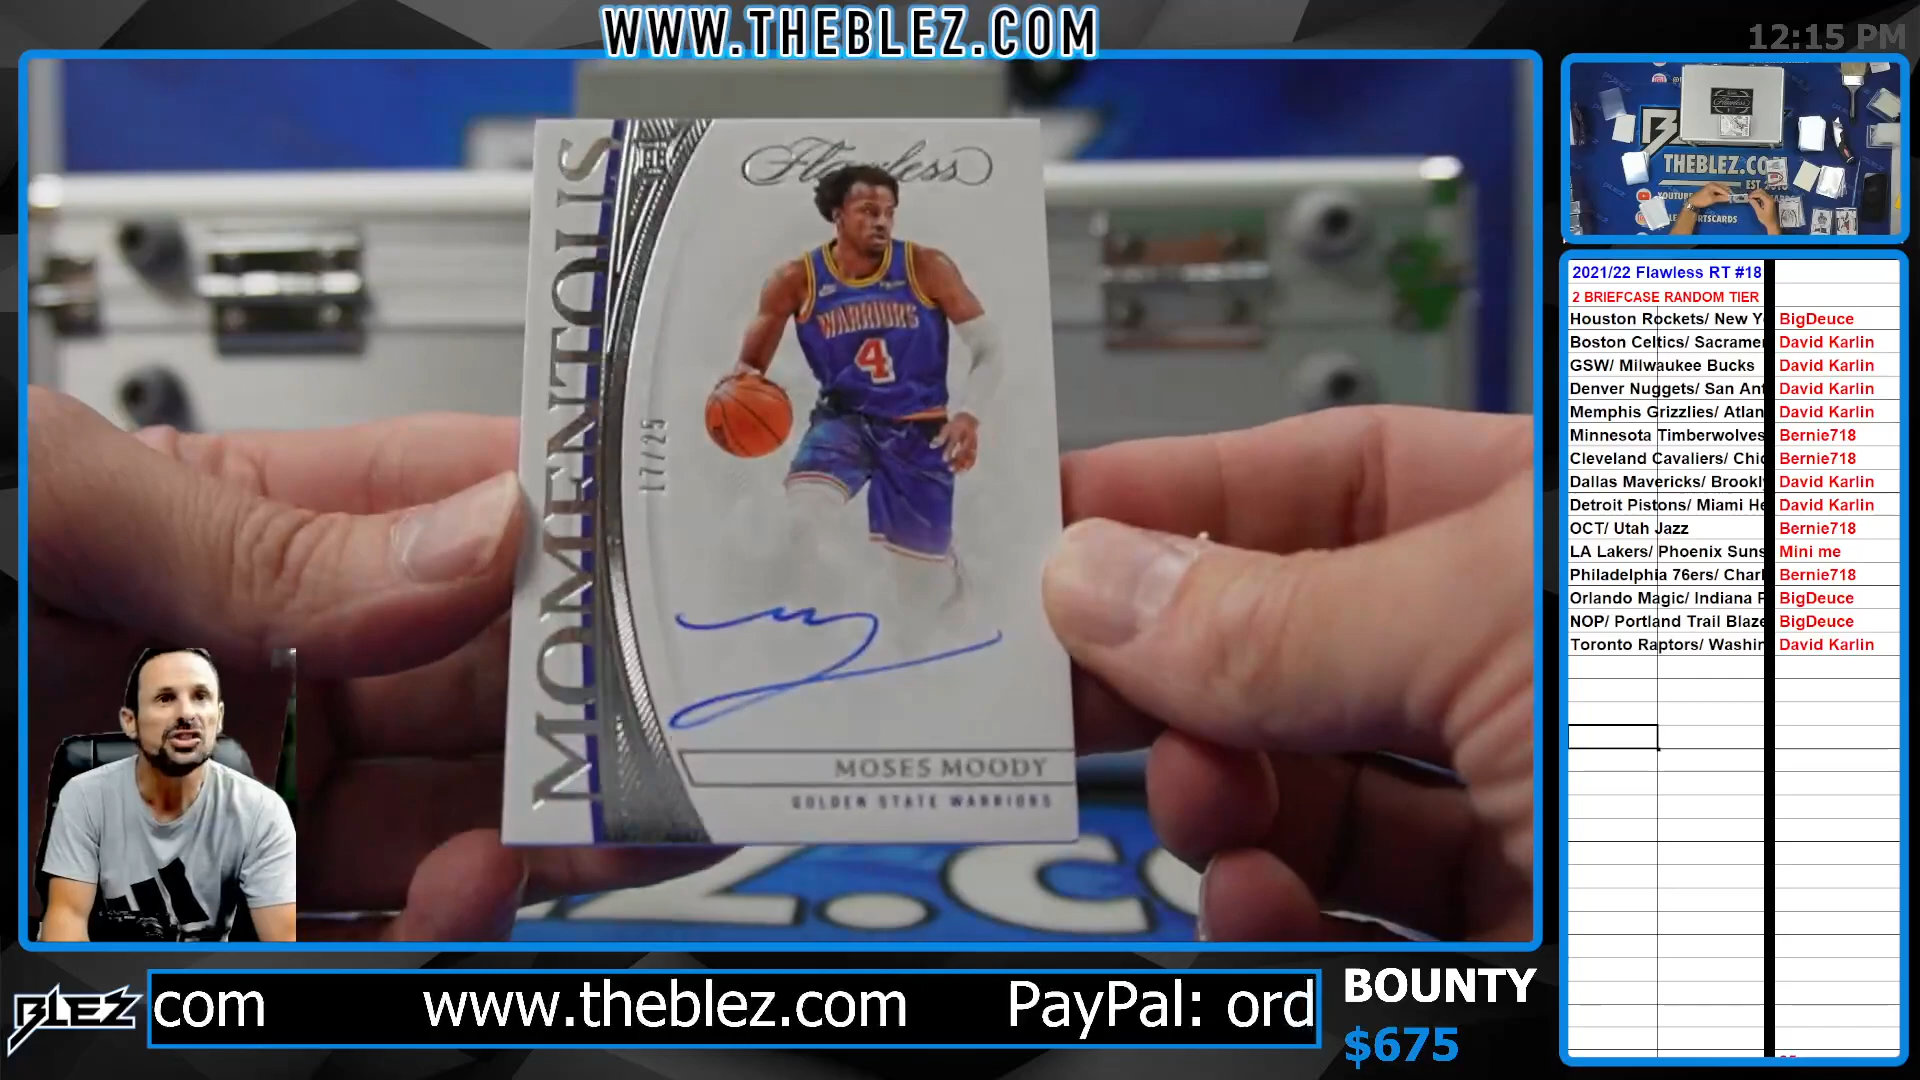 WWW.THEBLEZ.COM
12:15 PM
Flawless
MOMENTOUS
17/25
WARRIORS
4
MOSES MOODY
GOLDEN STATE WARRIORS
THEBLEZ.CO
EST
2021/22 Flawless RT #18
2 BRIEFCASE RANDOM TIER
Houston Rockets/ New Y BigDeuce
Boston Celtics/ Sacramen David Karlin
GSW/ Milwaukee Bucks David Karlin
Denver Nuggets/ San Ant David Karlin
Memphis Grizzlies/ Atlan David Karlin
Minnesota Timberwolves Bernie718
Cleveland Cavaliers/ Chic Bernie718
Dallas Mavericks/ Brookl David Karlin
Detroit Pistons/ Miami He David Karlin
OCT/ Utah Jazz Bernie718
LA Lakers/ Phoenix Suns Mini me
Philadelphia 76ers/ Charl Bernie718
Orlando Magic/ Indiana P BigDeuce
NOP/ Portland Trail Blaze BigDeuce
Toronto Raptors/ Washin David Karlin
BLEZ
com www.theblez.com PayPal: ord
BOUNTY
$675